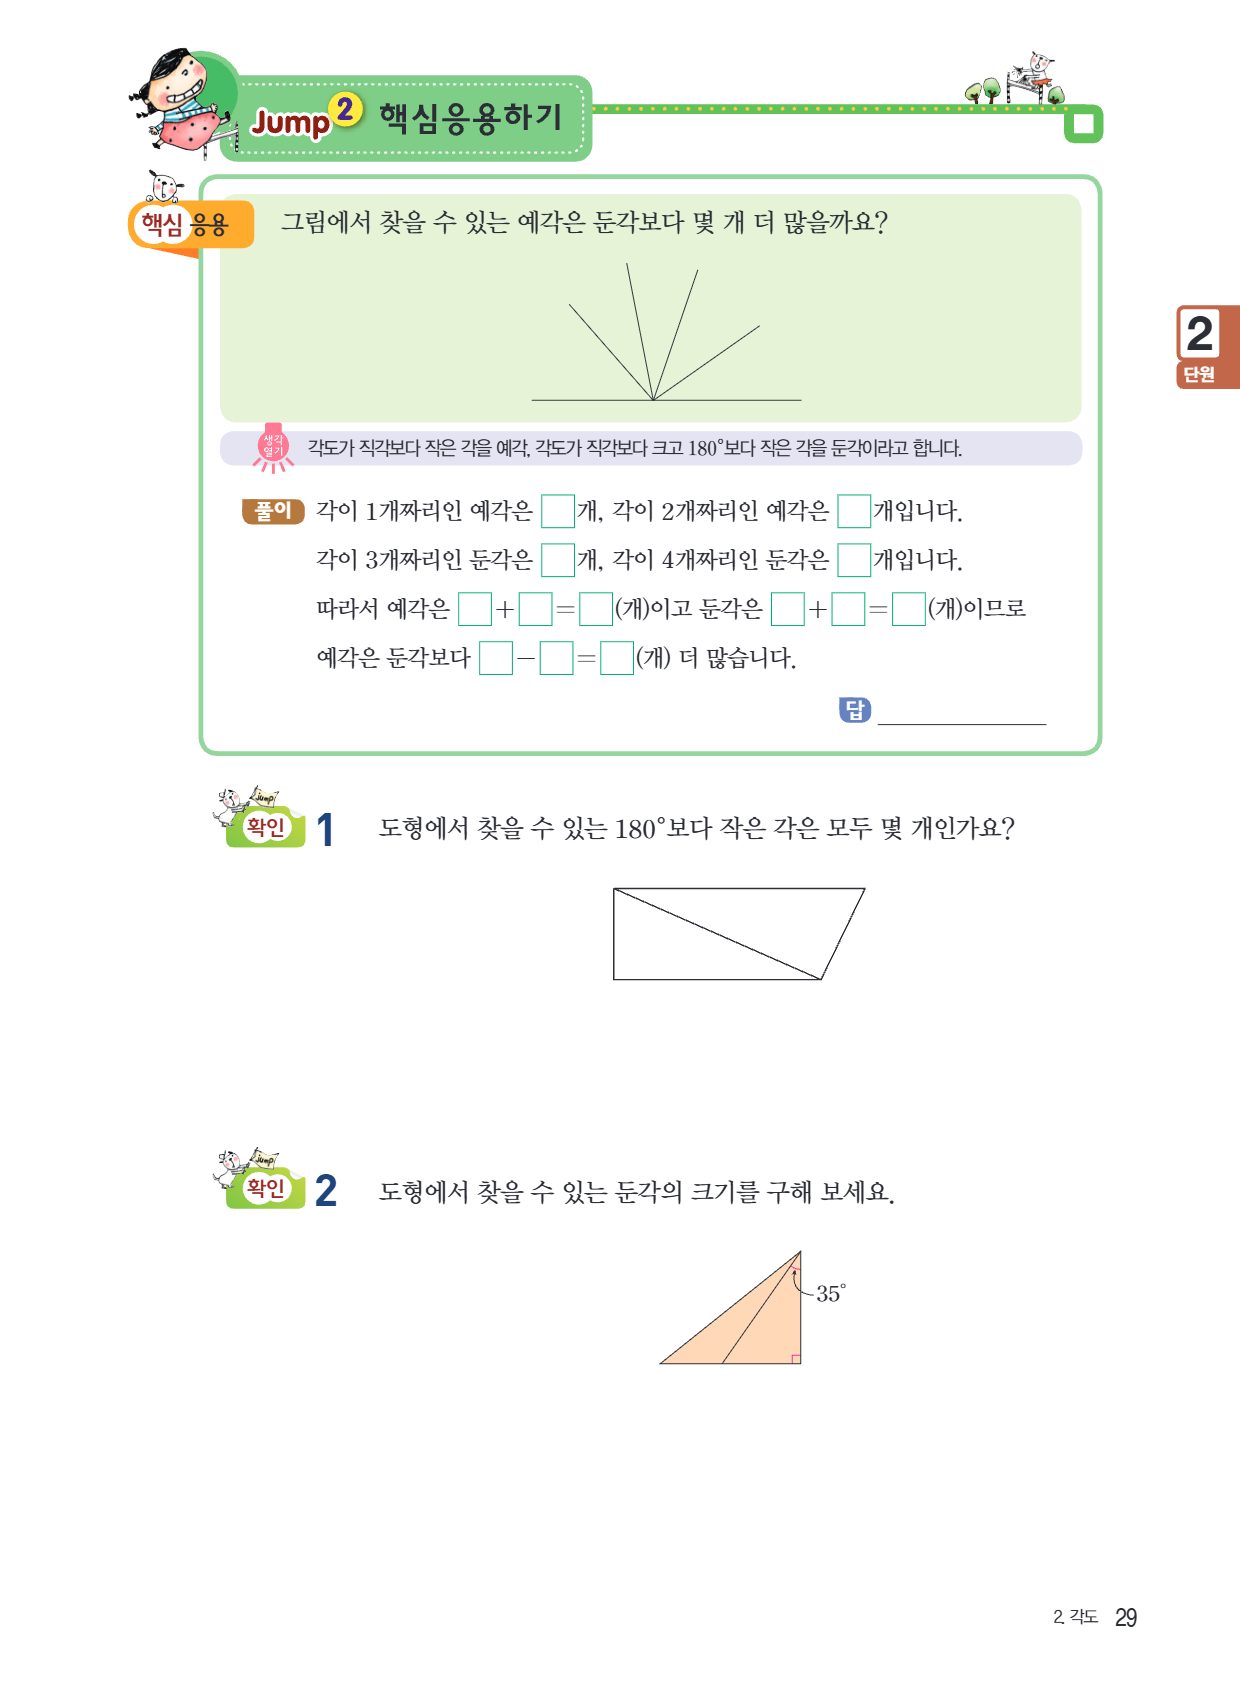 Jump 2 핵심응용하기
핵심 응용
그림에서 찾을 수 있는 예각은 둔각보다 몇 개 더 많을까요?
2
단원
생각
열기
각도가 직각보다 작은 각을 예각, 각도가 직각보다 크고 180°보다 작은 각을 둔각이라고 합니다.
풀이 각이 1개짜리인 예각은 □개, 각이 2개짜리인 예각은 □개입니다.
각이 3개짜리인 둔각은 □개, 각이 4개짜리인 둔각은 □개입니다.
따라서 예각은 □+□=□(개)이고 둔각은 □+□=□(개)이므로
예각은 둔각보다 □-□=□(개) 더 많습니다.
답
Jump
확인 1 도형에서 찾을 수 있는 180°보다 작은 각은 모두 몇 개인가요?
Jump
확인 2 도형에서 찾을 수 있는 둔각의 크기를 구해 보세요.
35°
2. 각도 29